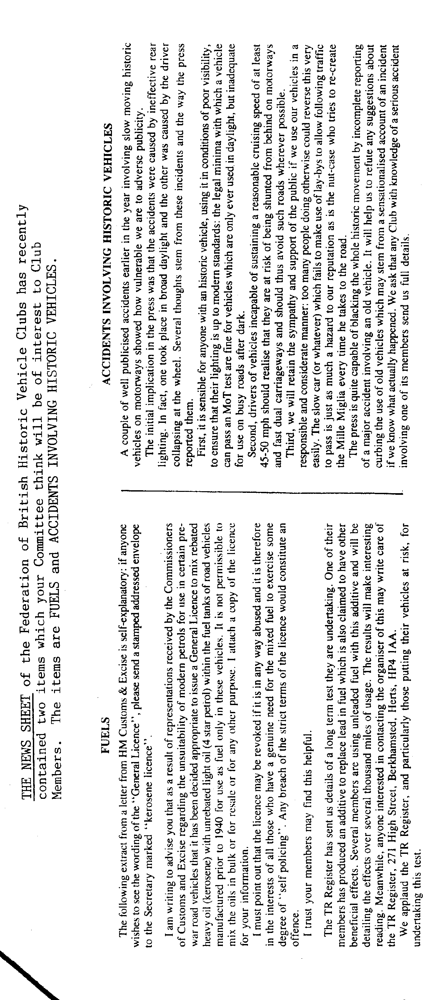 THE NEWS SHEET of the Federation of British Historic Vehicle Clubs has recently
contained two items which your Committee think will be of interest to Club
Members. The items are FUELS and ACCIDENTS INVOLVING HISTORIC VEHICLES.
FUELS
The following extract from a letter from HM Customs & Excise is self-explanatory: if anyone
wishes to see the wording of the "General Licence", please send a stamped addressed envelope
to the Secretary marked "kerosene licence".
I am writing to advise you that as a result of representations received by the Commissioners
of Customs and Excise regarding the unsuitability of modern petrols for use in certain pre-
war road vehicles that it has been decided appropriate to issue a General Licence to mix rebated
heavy oil (kerosene) with unrebated light oil (4 star petrol) within the fuel tanks of road vehicles
manufactured prior to 1940 for use as fuel only in these vehicles. It is not permissible to
mix the oils in bulk or for resale or for any other purpose. I attach a copy of the licence
for your information.
I must point out that the licence may be revoked if it is in any way abused and it is therefore
in the interests of all those who have a genuine need for the mixed fuel to exercise some
degree of "self policing". Any breach of the strict terms of the licence would constitute an
offence.
I trust your members may find this helpful.
The TR Register has sent us details of a long term test they are undertaking. One of their
members has produced an additive to replace lead in fuel which is also claimed to have other
beneficial effects. Several members are using unleaded fuel with this additive and will be
detailing the effects over several thousand miles of usage. The results will make interesting
reading. Meanwhile, anyone interested in contacting the organiser of this may write care of
the TR Register, 271 High Street, Berkhamsted, Herts, HP4 1AA.
We applaud the TR Register, and particularly those putting their vehicles at risk, for
undertaking this test.
ACCIDENTS INVOLVING HISTORIC VEHICLES
A couple of well publicised accidents earlier in the year involving slow moving historic
vehicles on motorways showed how vulnerable we are to adverse publicity.
The initial implication in the press was that the accidents were caused by ineffective rear
lighting. In fact, one took place in broad daylight and the other was caused by the driver
collapsing at the wheel. Several thoughts stem from these incidents and the way the press
reported them.
First, it is sensible for anyone with an historic vehicle, using it in conditions of poor visibility,
to ensure that their lighting is up to modern standards: the legal minima with which a vehicle
can pass an MoT test are fine for vehicles which are only ever used in daylight, but inadequate
for use on busy roads after dark.
Second, drivers of vehicles incapable of sustaining a reasonable cruising speed of at least
45-50 mph should realise that they are at risk of being shunted from behind on motorways
and fast dual carriageways and should thus avoid such roads wherever possible.
Third, we will retain the sympathy and support of the public if we use our vehicles in a
responsible and considerate manner; too many people doing otherwise could reverse this very
easily. The slow car (or whatever) which fails to make use of lay-bys to allow following traffic
to pass is just as much a hazard to our reputation as is the nut-case who tries to re-create
the Mille Miglia every time he takes to the road.
The press is quite capable of blacking the whole historic movement by incomplete reporting
of a major accident involving an old vehicle. It will help us to refute any suggestions about
curbing the use of old vehicles which may stem from a sensationalised account of an incident
if we know what actually happened. We ask that any Club with knowledge of a serious accident
involving one of its members send us full details.